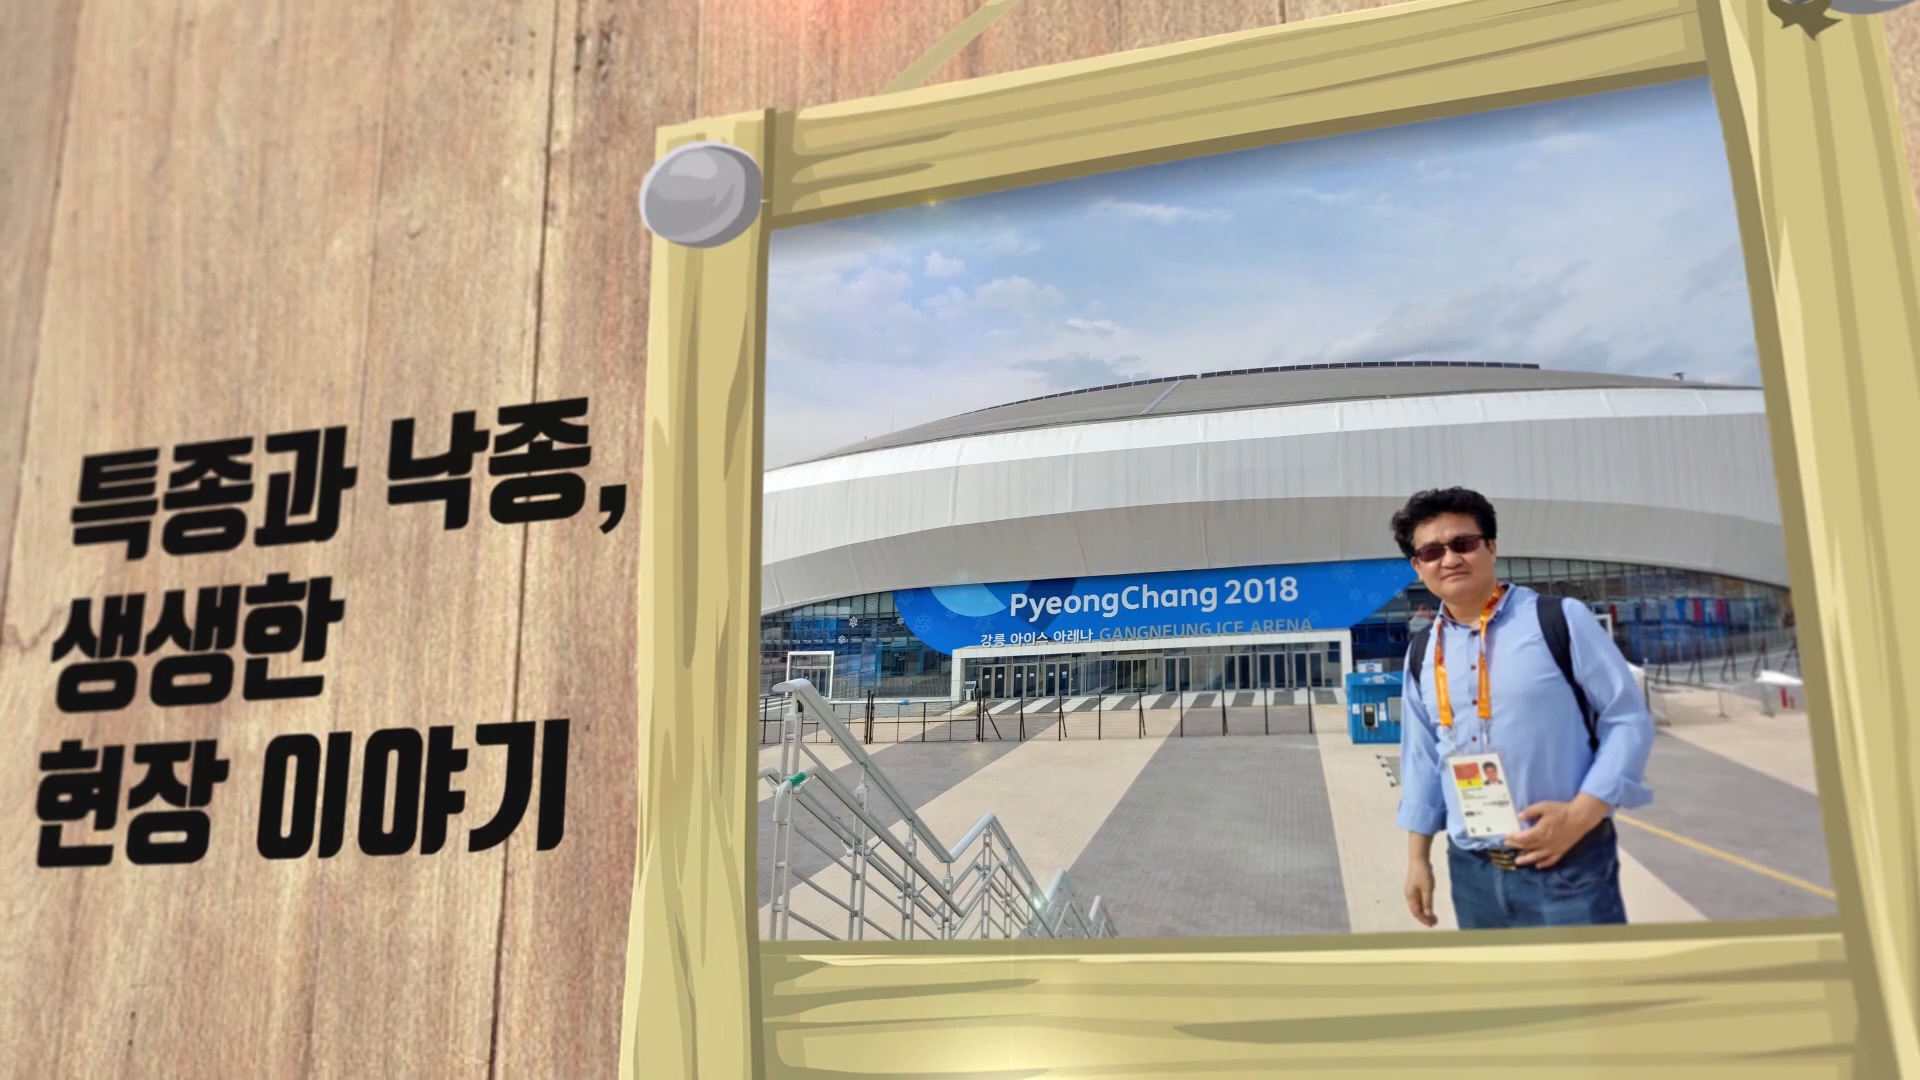 특종과 낙종,
생생한
현장 이야기
PyeongChang 2018
강릉 아이스 아레나 GANGNEUNG ICE ARENA